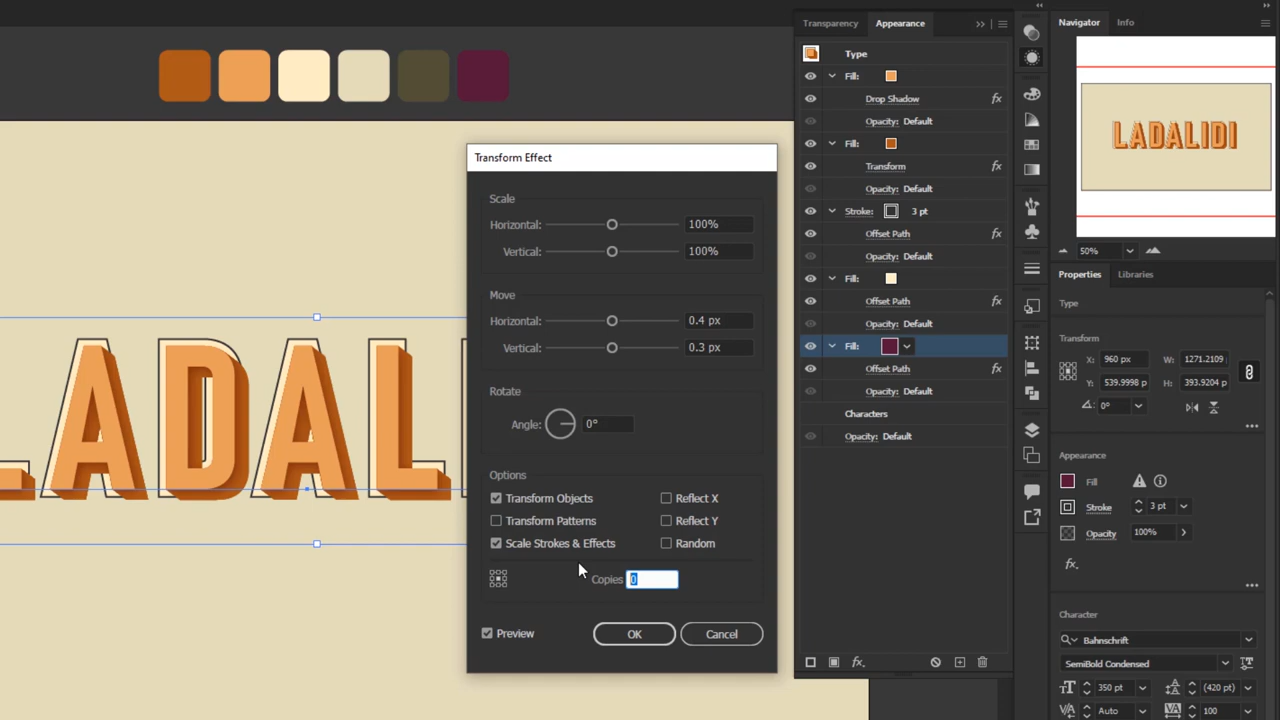 Transparency
Appearance
Navigator
Info
Type
Fill:
Drop Shadow
Opacity: Default
Fill:
Transform
Opacity: Default
Stroke: 3 pt
Offset Path
Opacity: Default
Fill:
Offset Path
Opacity: Default
Fill:
Offset Path
Opacity: Default
Characters
Opacity: Default
Transform Effect
Scale
Horizontal: 100%
Vertical: 100%
Move
Horizontal: 0.4 px
Vertical: 0.3 px
Rotate
Angle: 0°
Options
Transform Objects
Reflect X
Transform Patterns
Reflect Y
Scale Strokes & Effects
Random
Copies 0
Preview
OK
Cancel
LADALI
LADALIDI
50%
Properties
Libraries
Type
Transform
X: 960 px W: 1271.2109
Y: 539.9998 p H: 393.9204 p
0°
Appearance
Fill
Stroke 3 pt
Opacity 100%
fx.
Character
Bahnschrift
SemiBold Condensed
350 pt (420 pt)
Auto 100